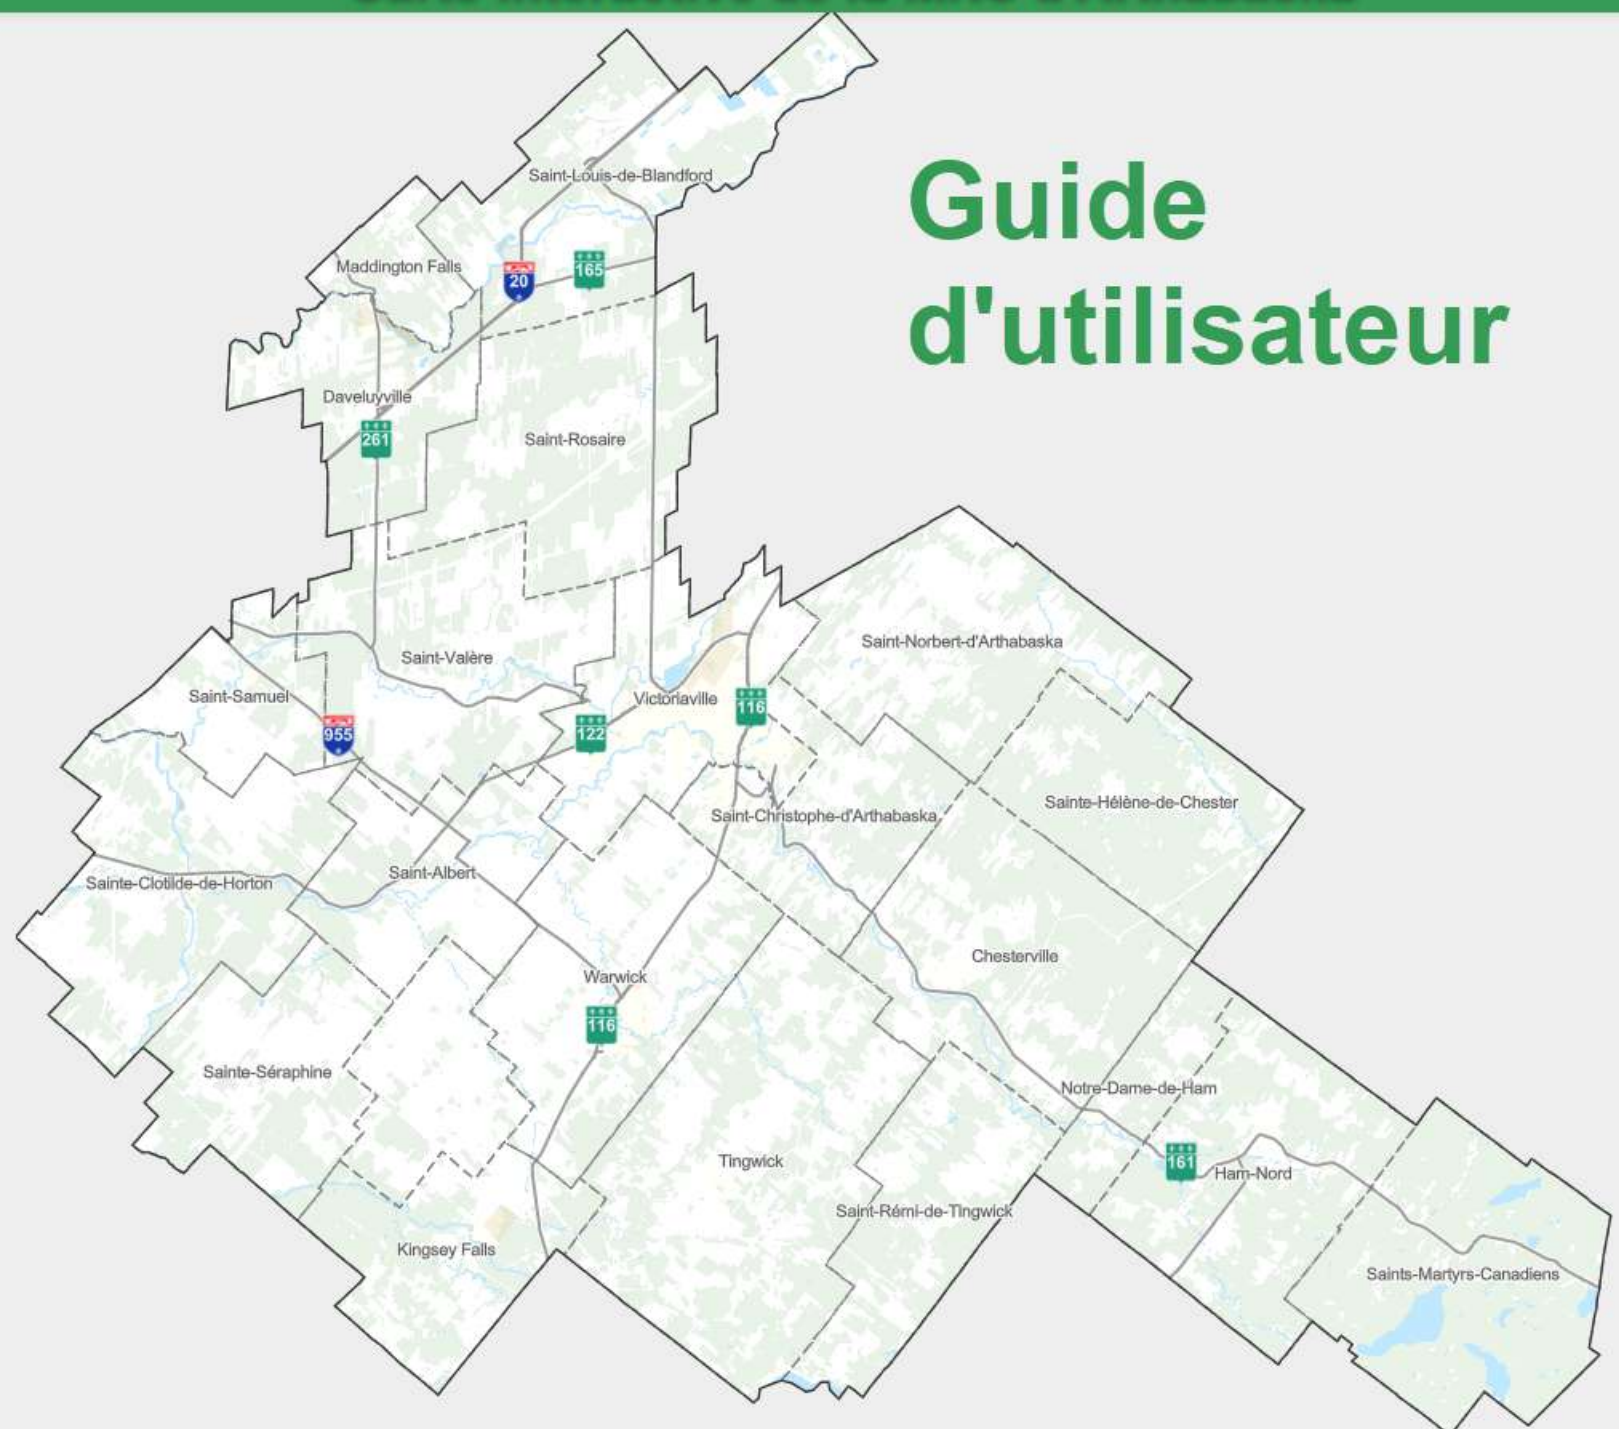 Guide
d'utilisateur
Saint-Louis-de-Blandford
Maddington Falls
20
165
Daveluyville
261
Saint-Rosaire
Saint-Norbert-d'Arthabaska
Saint-Valère
Saint-Samuel
Victoriaville
116
955
122
Sainte-Hélène-de-Chester
Saint-Christophe-d'Arthabaska
Saint-Albert
Sainte-Clotilde-de-Horton
Chesterville
Warwick
116
Sainte-Séraphine
Notre-Dame-de-Ham
Tingwick
161
Ham-Nord
Saint-Rémi-de-Tingwick
Kingsey Falls
Saints-Martyrs-Canadiens